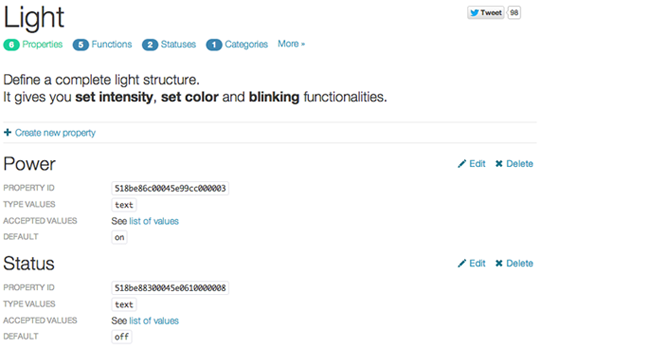 Light
Tweet 98
6 Properties 5 Functions 2 Statuses 1 Categories More »
Define a complete light structure.
It gives you set intensity, set color and blinking functionalities.
+ Create new property
Power Edit Delete
PROPERTY ID 518be86c00045e99cc000003
TYPE VALUES text
ACCEPTED VALUES See list of values
DEFAULT on
Status Edit Delete
PROPERTY ID 518be88300045e0610000008
TYPE VALUES text
ACCEPTED VALUES See list of values
DEFAULT off